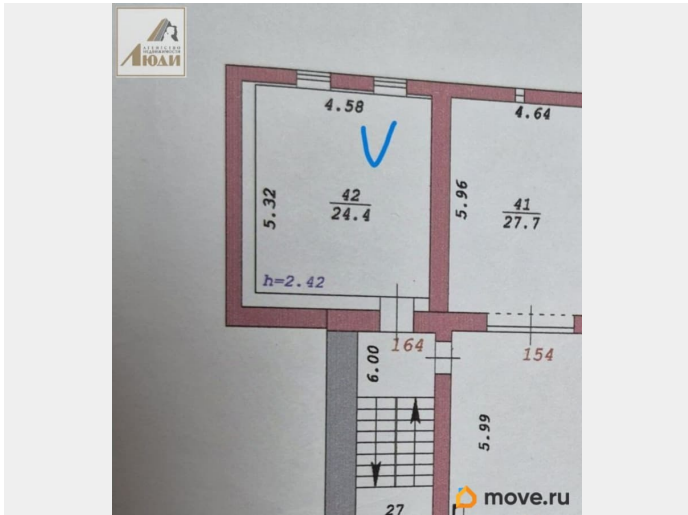 АГЕНТСТВО
НЕДВИЖИМОСТИ
ЛЮДИ
4.58
4.64
5.32
42
24.4
5.96
41
27.7
h=2.42
164
154
6.00
5.99
27
move.ru